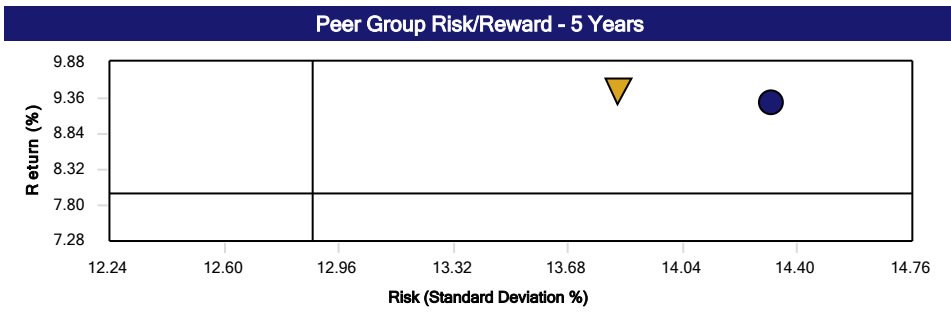 Peer Group Risk/Reward - 5 Years
9.88
9.36
8.84
8.32
7.80
7.28
R eturn (%)
12.24 12.60 12.96 13.32 13.68 14.04 14.40 14.76
Risk (Standard Deviation %)